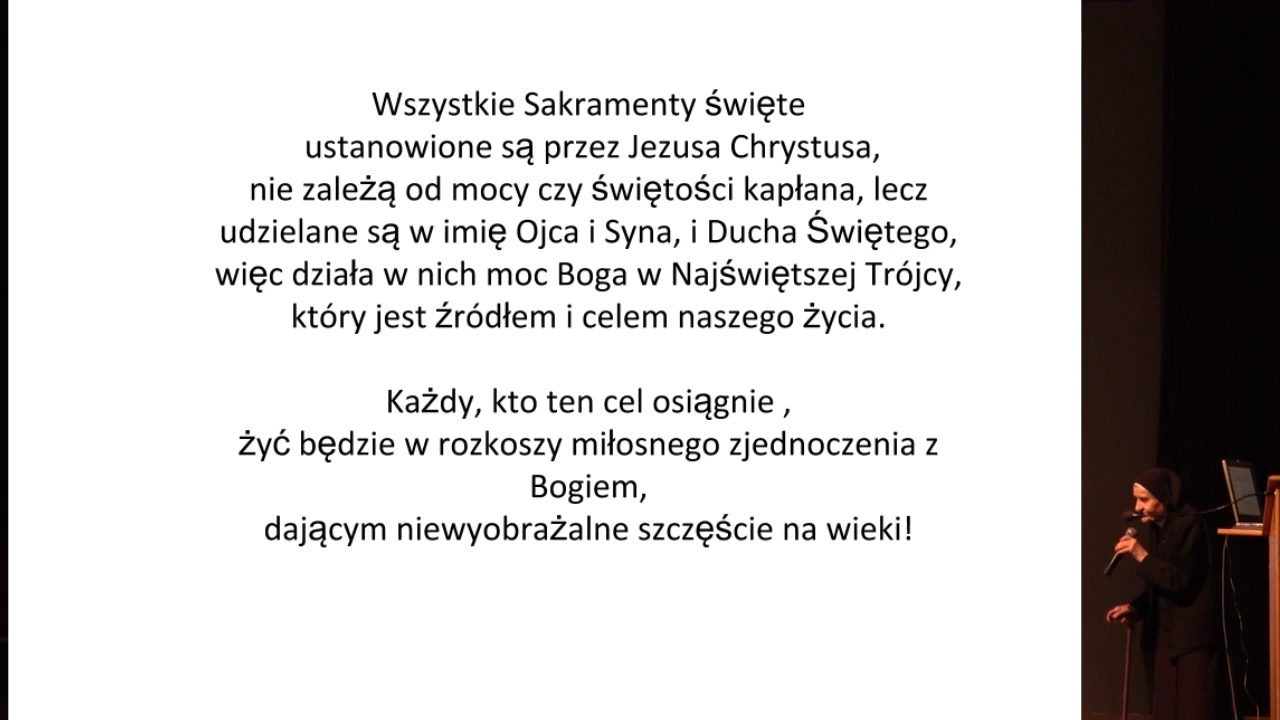 Wszystkie Sakramenty święte
ustanowione są przez Jezusa Chrystusa,
nie zależą od mocy czy świętości kapłana, lecz
udzielane są w imię Ojca i Syna, i Ducha Świętego,
więc działa w nich moc Boga w Najświętszej Trójcy,
który jest źródłem i celem naszego życia.
Każdy, kto ten cel osiągnie ,
żyć będzie w rozkoszy miłosnego zjednoczenia z
Bogiem,
dającym niewyobrażalne szczęście na wieki!